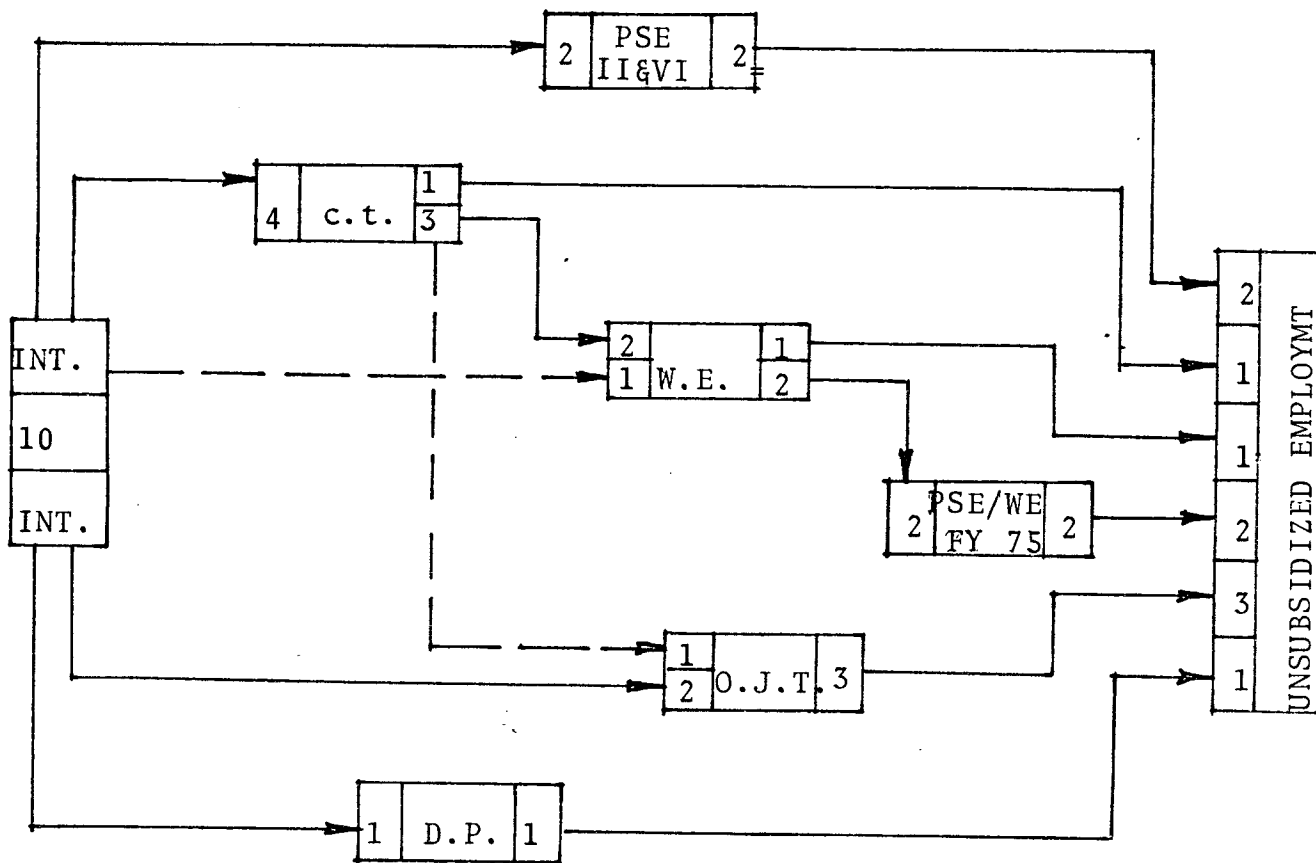 PSE
2 II&VI 2
1
4 c.t. 3
INT.
10
INT.
2 1
1 W.E. 2
PSE/WE
2 FY 75 2
1
2 O.J.T. 3
1 D.P. 1
2
1
1
2
3
1
UNSUBSIDIZED EMPLOYMT